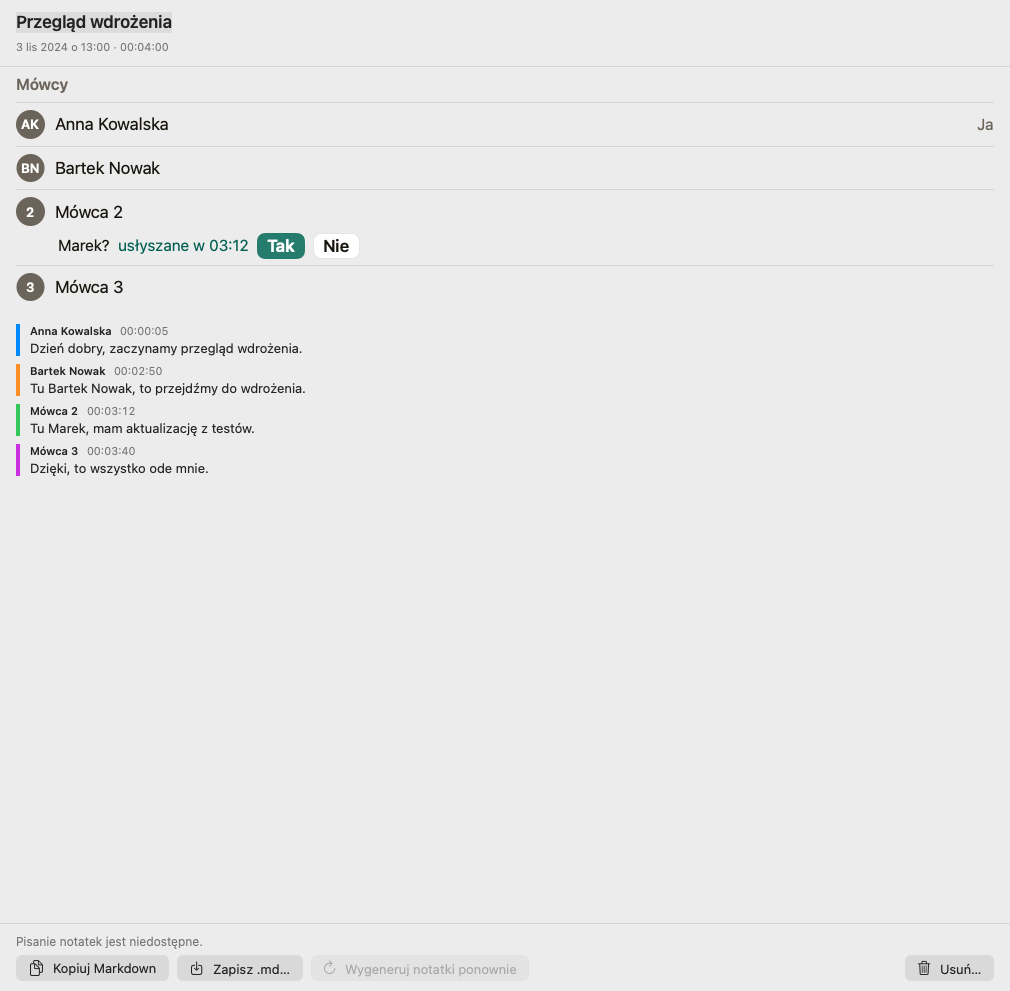 Przegląd wdrożenia
3 lis 2024 o 13:00 · 00:04:00
Mówcy
AK Anna Kowalska Ja
BN Bartek Nowak
2 Mówca 2
Marek? usłyszane w 03:12 Tak Nie
3 Mówca 3
Anna Kowalska 00:00:05
Dzień dobry, zaczynamy przegląd wdrożenia.
Bartek Nowak 00:02:50
Tu Bartek Nowak, to przejdźmy do wdrożenia.
Mówca 2 00:03:12
Tu Marek, mam aktualizację z testów.
Mówca 3 00:03:40
Dzięki, to wszystko ode mnie.
Pisanie notatek jest niedostępne.
Kopiuj Markdown Zapisz .md... Wygeneruj notatki ponownie Usuń...